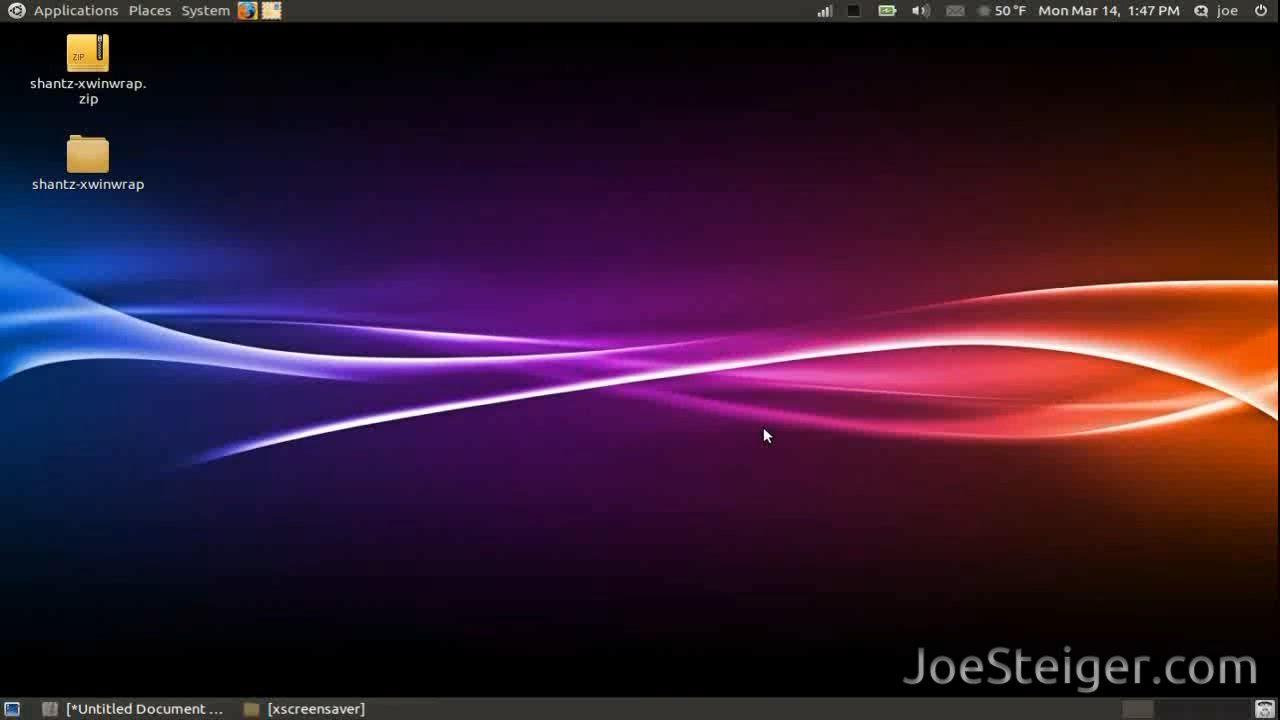 Applications Places System 50 °F Mon Mar 14, 1:47 PM joe
ZIP
shantz-xwinwrap.
zip
shantz-xwinwrap
JoeSteiger.com
[*Untitled Document ... [xscreensaver]